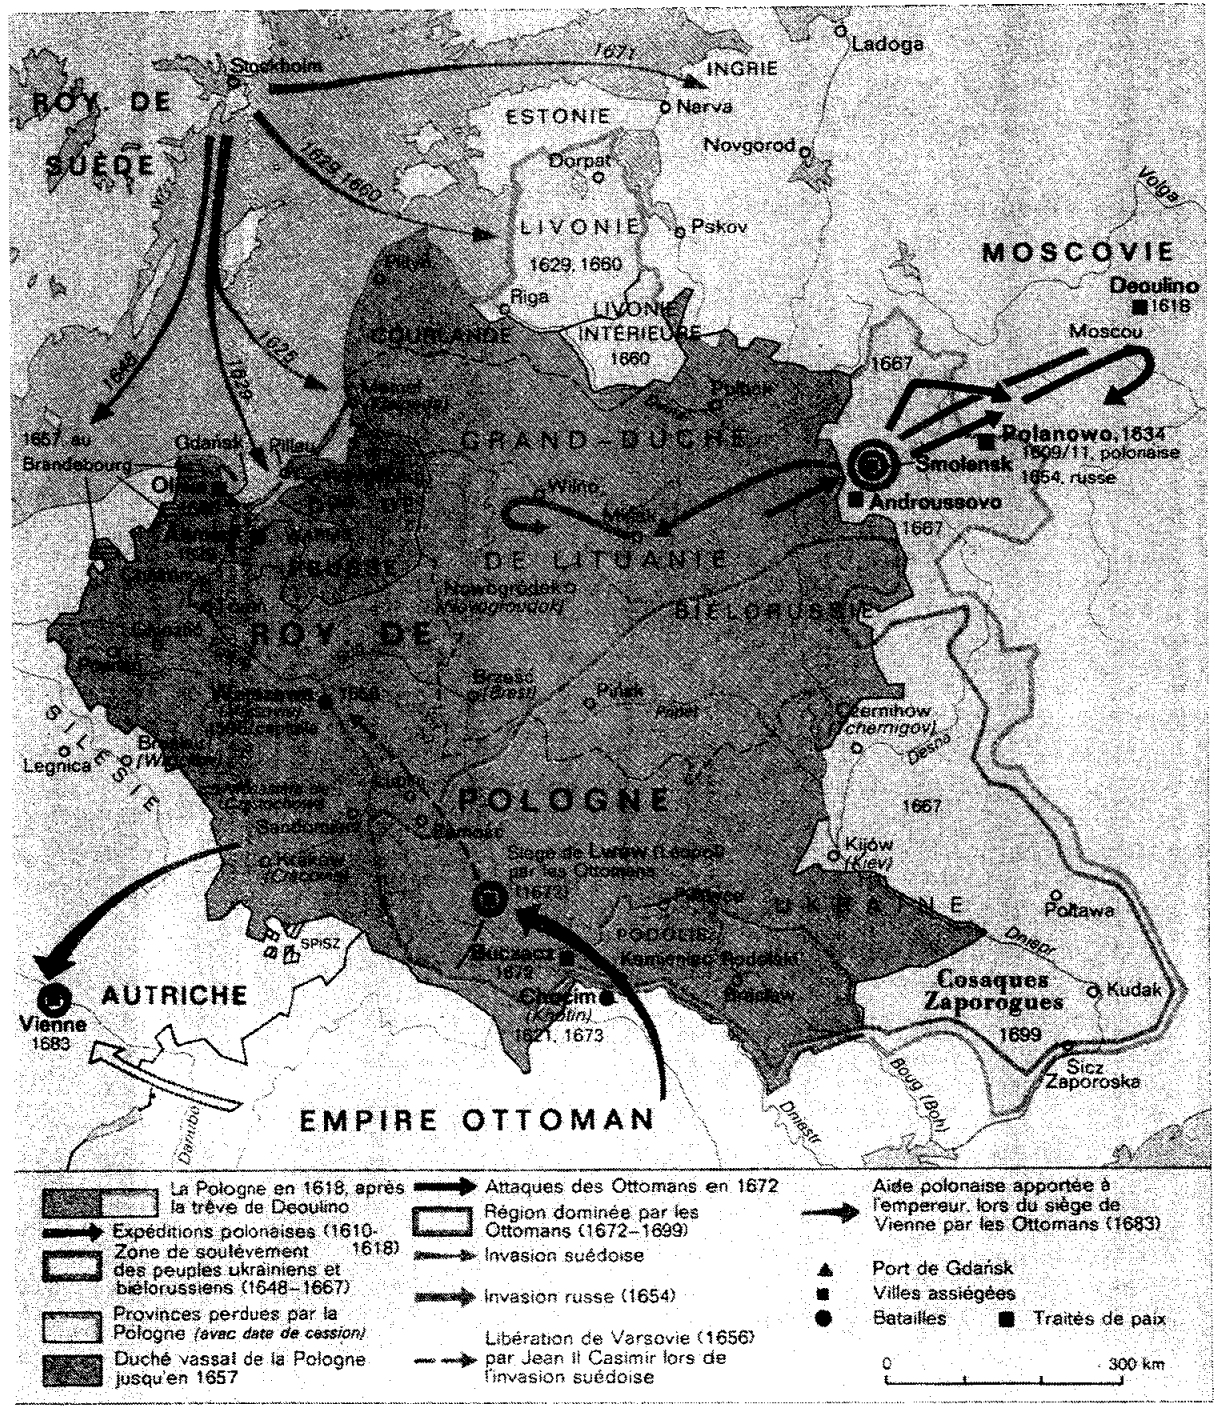 Ladoga
1671
INGRIE
Stockholm
ROY. DE
SUÈDE
Narva
ESTONIE
Novgorod
Dorpat
1629, 1660
Volga
LIVONIE
Pskov
1629, 1660
MOSCOVIE
Deoulino
1618
Riga
LIVONIE
INTÉRIEURE
1660
COURLANDE
Moscou
1667
1625
1629
GRAND-DUCHÉ
1657, au
Brandebourg
Gdańsk
Pillau
Polanowo, 1634
1609/11, polonaise
Smolensk
1654, russe
Wilno
Androussovo
1667
DE LITUANIE
PRUSSE
Nowogródok
(Nowogroudok)
BIÉLORUSSIE
ROY. DE
Brześć
(Brest)
Pińsk
SILÉSIE
Legnica
Czernihów
(Tchernigov)
Desna
1667
POLOGNE
Sandomierz
Zamość
Kijów
(Kiev)
Kraków
(Cracovie)
Siège de Lwów (Léopol)
par les Ottomans
(1672)
UKRAINE
Poltawa
PODOLIE
Dniepr
SPISZ
Buczacz
1672
Kameniec Podolski
Cosaques
Zaporogues
1699
Kudak
AUTRICHE
Chocim
(Khotin)
1621, 1673
Bracław
Vienne
1683
Sicz
Zaporoska
Boug (Boh)
Dniestr
Danube
EMPIRE OTTOMAN
La Pologne en 1618, après
la trêve de Deoulino
Expéditions polonaises (1610-
1618)
Zone de soulèvement
des peuples ukrainiens et
biélorussiens (1648-1667)
Provinces perdues par la
Pologne (avec date de cession)
Duché vassal de la Pologne
jusqu'en 1657
Attaques des Ottomans en 1672
Région dominée par les
Ottomans (1672-1699)
Invasion suédoise
Invasion russe (1654)
Libération de Varsovie (1656)
par Jean II Casimir lors de
l'invasion suédoise
Aide polonaise apportée à
l'empereur, lors du siège de
Vienne par les Ottomans (1683)
Port de Gdańsk
Villes assiégées
Batailles
Traités de paix
0
300 km